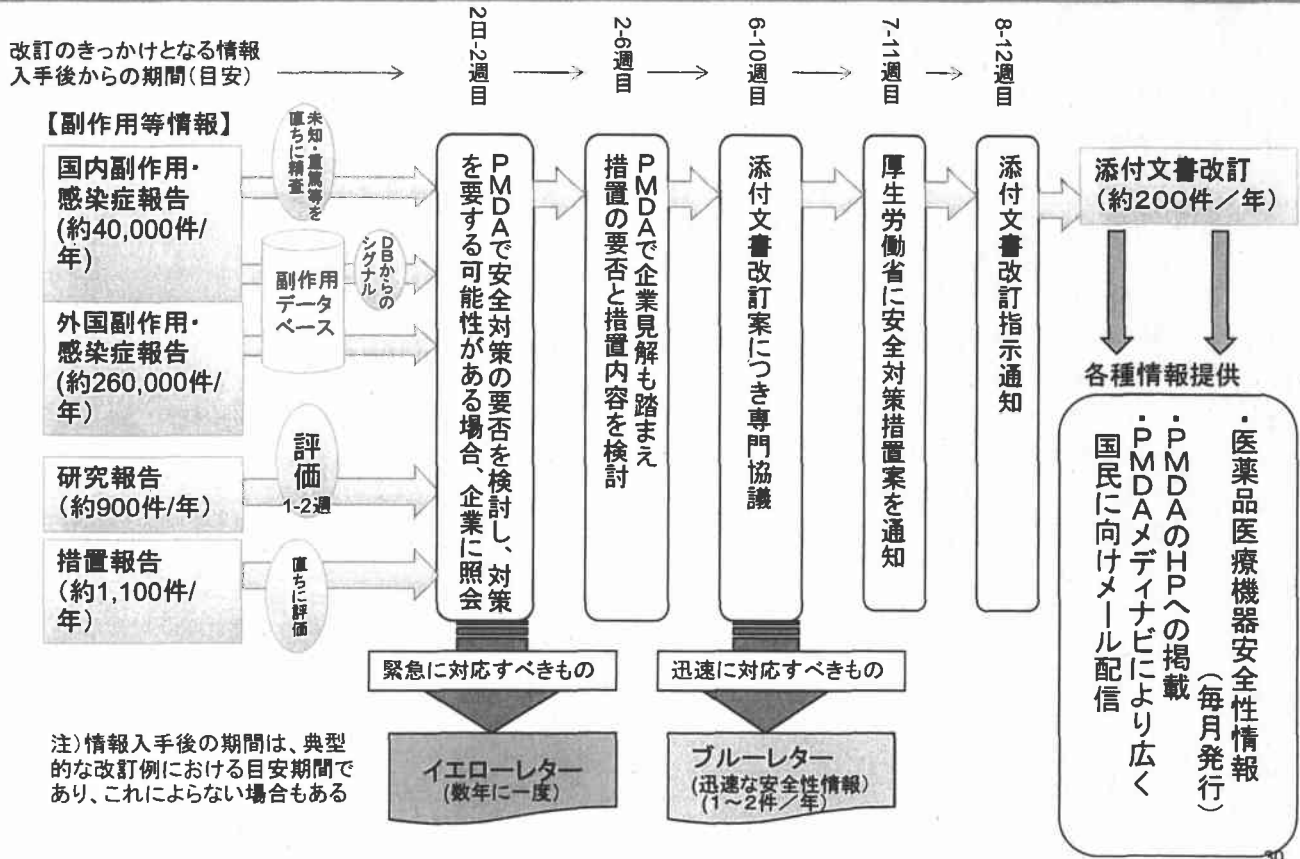 改訂のきっかけとなる情報
入手後からの期間(目安)
2日-2週目
2-6週目
6-10週目
7-11週目
8-12週目
【副作用等情報】
国内副作用・
感染症報告
(約40,000件/
年)
外国副作用・
感染症報告
(約260,000件/
年)
研究報告
(約900件/年)
措置報告
(約1,100件/
年)
未知・重篤等を
直ちに精査
副作用
データ
ベース
DBからの
シグナル
評価
1-2週
直ちに評価
PMDAで安全対策の要否を検討し、対策
を要する可能性がある場合、企業に照会
PMDAで企業見解も踏まえ
措置の要否と措置内容を検討
添付文書改訂案につき専門協議
厚生労働省に安全対策措置案を通知
添付文書改訂指示通知
添付文書改訂
(約200件/年)
各種情報提供
・医薬品医療機器安全性情報
(毎月発行)
・PMDAのHPへの掲載
・PMDAメディナビにより広く
国民に向けメール配信
緊急に対応すべきもの
イエローレター
(数年に一度)
迅速に対応すべきもの
ブルーレター
(迅速な安全性情報)
(1~2件/年)
注)情報入手後の期間は、典型
的な改訂例における目安期間で
あり、これによらない場合もある
30